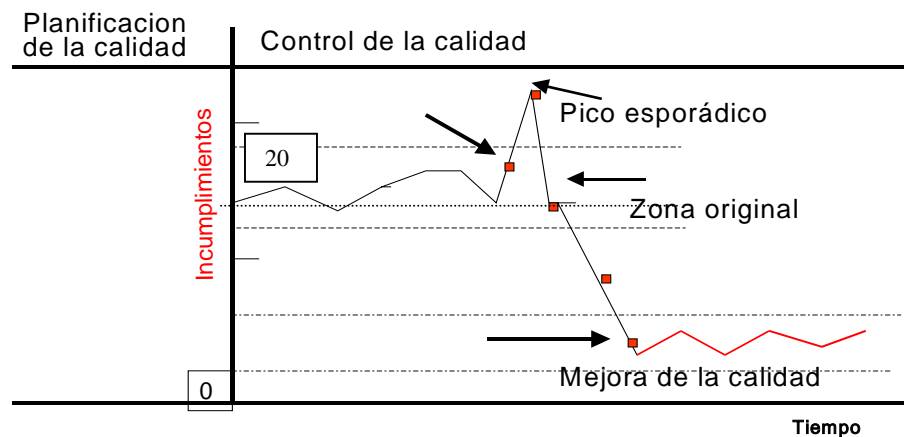 Planificacion
de la calidad
Control de la calidad
Incumplimientos
20
Pico esporádico
Zona original
Mejora de la calidad
0
Tiempo